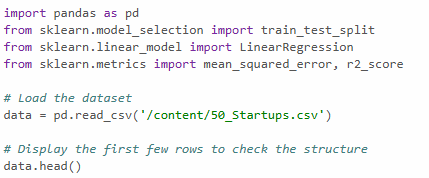 import pandas as pd
from sklearn.model_selection import train_test_split
from sklearn.linear_model import LinearRegression
from sklearn.metrics import mean_squared_error, r2_score
# Load the dataset
data = pd.read_csv('/content/50_Startups.csv')
# Display the first few rows to check the structure
data.head()